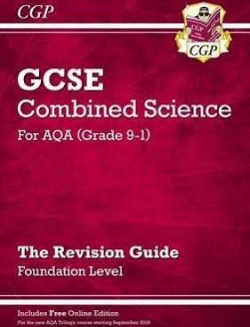 CGP
CGP
GCSE
Combined Science
For AQA (Grade 9-1)
The Revision Guide
Foundation Level
Includes Free Online Edition
For the new AQA Trilogy course starting September 2016